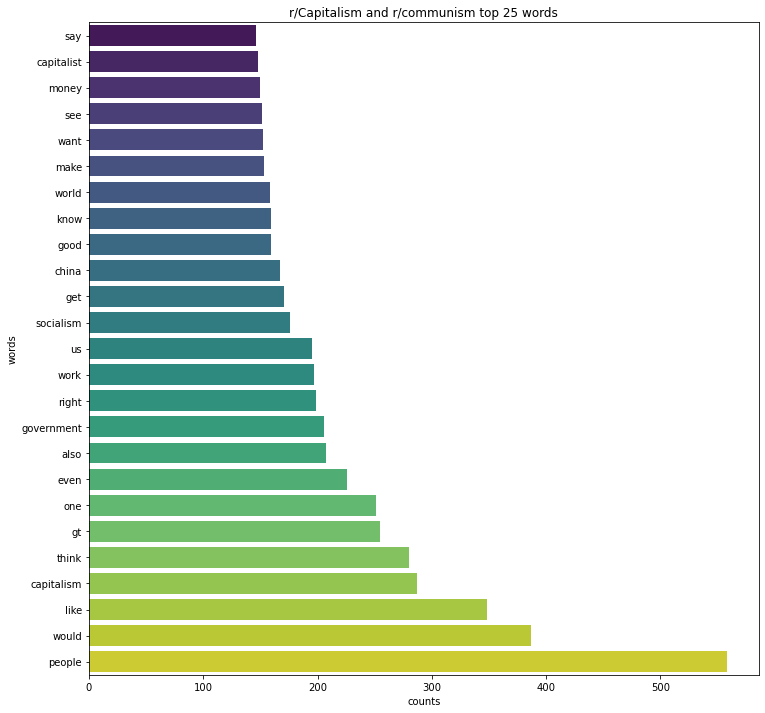 r/Capitalism and r/communism top 25 words
say
capitalist
money
see
want
make
world
know
good
china
get
socialism
us
work
right
government
also
even
one
gt
think
capitalism
like
would
people
words
0 100 200 300 400 500
counts